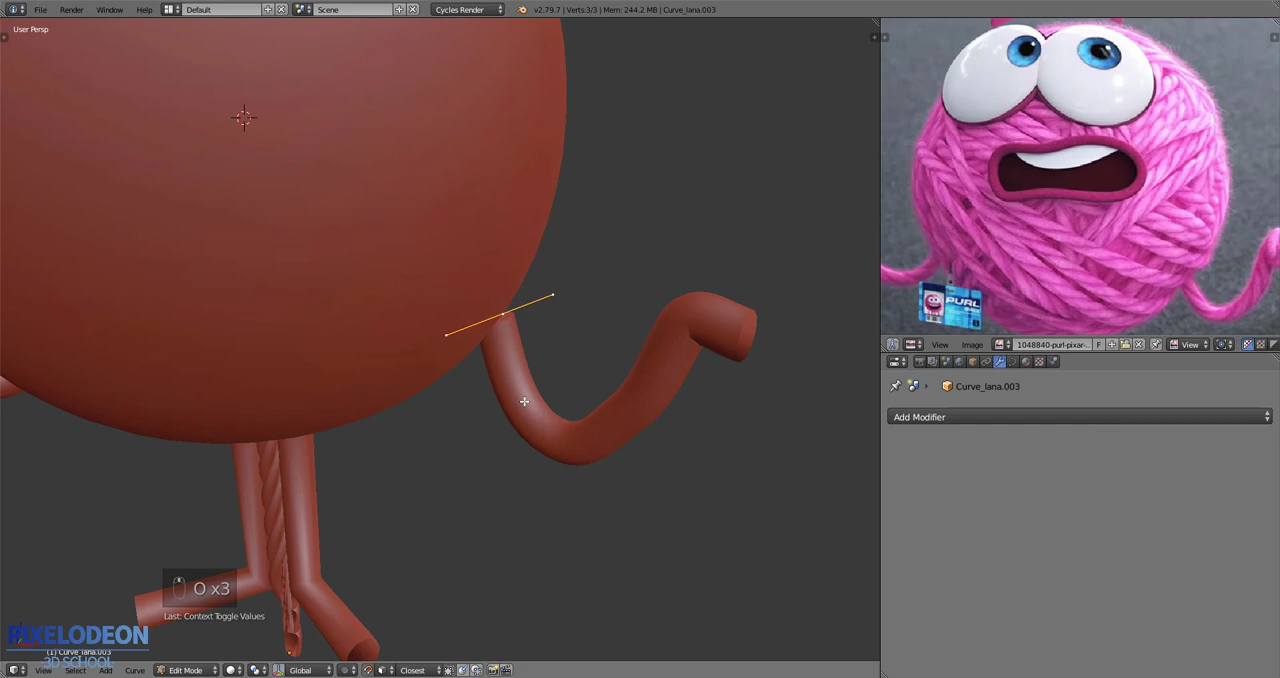 File Render Window Help Default Scene Cycles Render v2.79.7 | Verts:3/3 | Mem: 244.2 MB | Curve_lana.003
User Persp
PURL
View Image 1048840-purl-pixar-... F View
Curve_lana.003
Add Modifier
O x3
Last: Context Toggle Values
PIXELODEON
(1) Curve_lana.003
3D SCHOOL
View Select Add Curve Edit Mode Global Closest